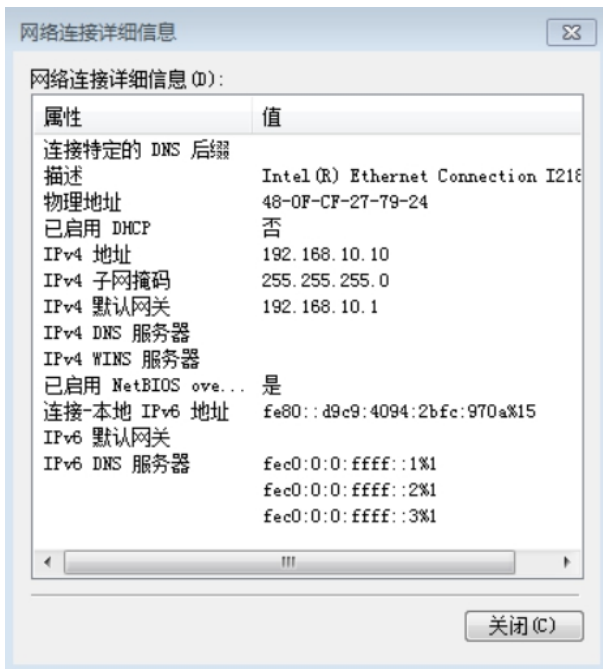 网络连接详细信息
网络连接详细信息(D):
属性 值
连接特定的 DNS 后缀
描述 Intel(R) Ethernet Connection I218
物理地址 48-0F-CF-27-79-24
已启用 DHCP 否
IPv4 地址 192.168.10.10
IPv4 子网掩码 255.255.255.0
IPv4 默认网关 192.168.10.1
IPv4 DNS 服务器
IPv4 WINS 服务器
已启用 NetBIOS ove... 是
连接-本地 IPv6 地址 fe80::d9c9:4094:2bfc:970a%15
IPv6 默认网关
IPv6 DNS 服务器 fec0:0:0:ffff::1%1
fec0:0:0:ffff::2%1
fec0:0:0:ffff::3%1
关闭(C)